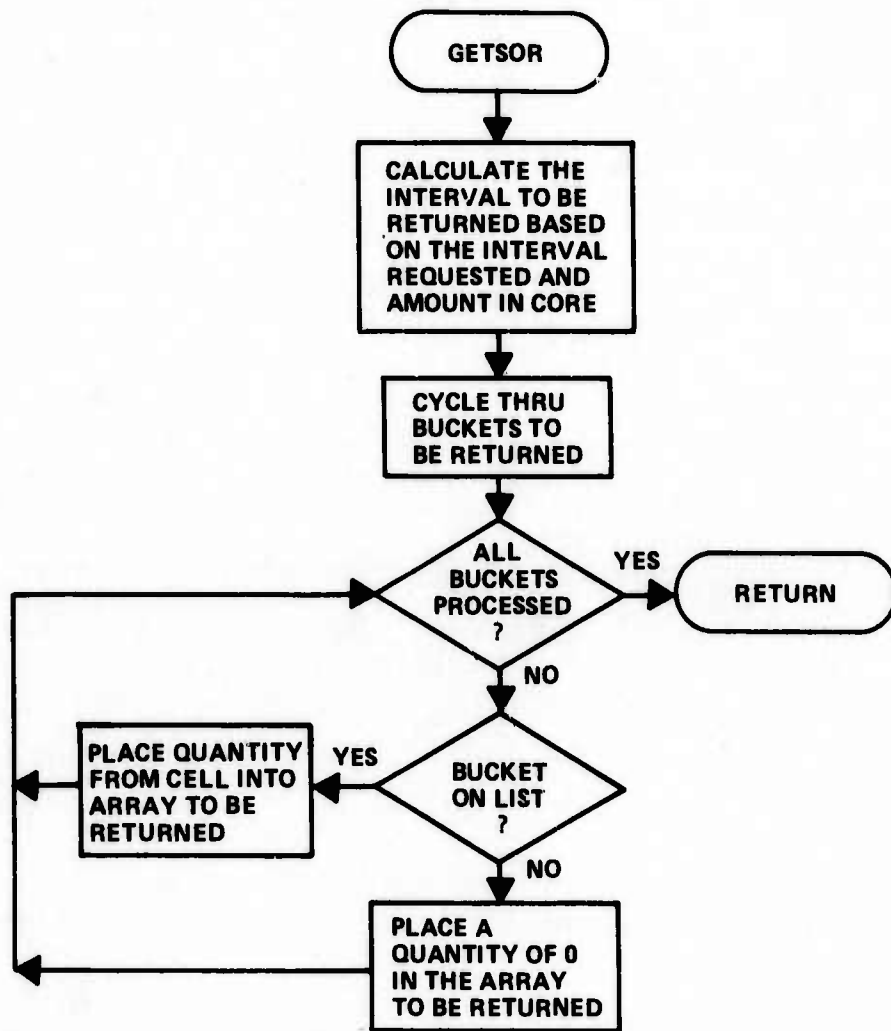 GETSOR
CALCULATE THE
INTERVAL TO BE
RETURNED BASED
ON THE INTERVAL
REQUESTED AND
AMOUNT IN CORE
CYCLE THRU
BUCKETS TO
BE RETURNED
ALL
BUCKETS
PROCESSED
?
YES
RETURN
NO
BUCKET
ON LIST
?
YES
PLACE QUANTITY
FROM CELL INTO
ARRAY TO BE
RETURNED
NO
PLACE A
QUANTITY OF 0
IN THE ARRAY
TO BE RETURNED